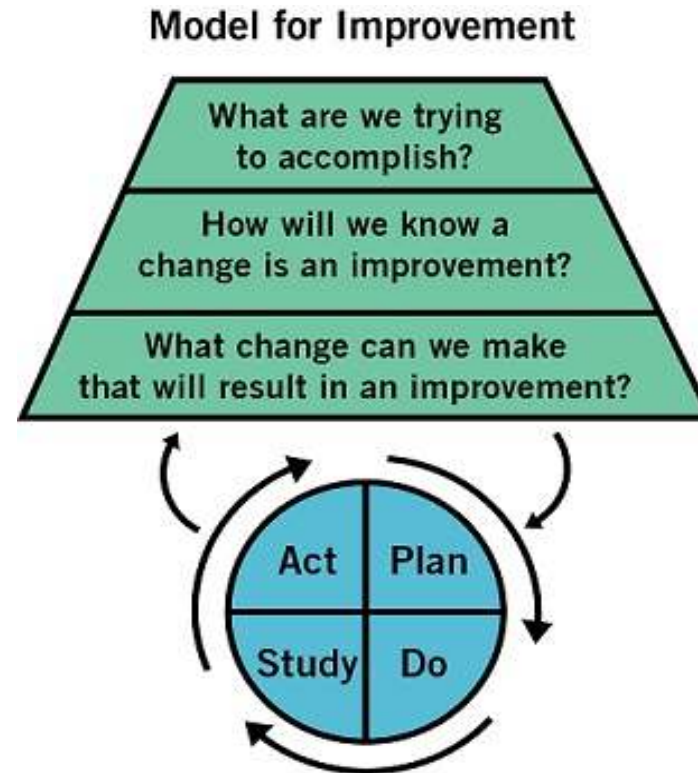 Model for Improvement
What are we trying
to accomplish?
How will we know a
change is an improvement?
What change can we make
that will result in an improvement?
Act
Plan
Study
Do